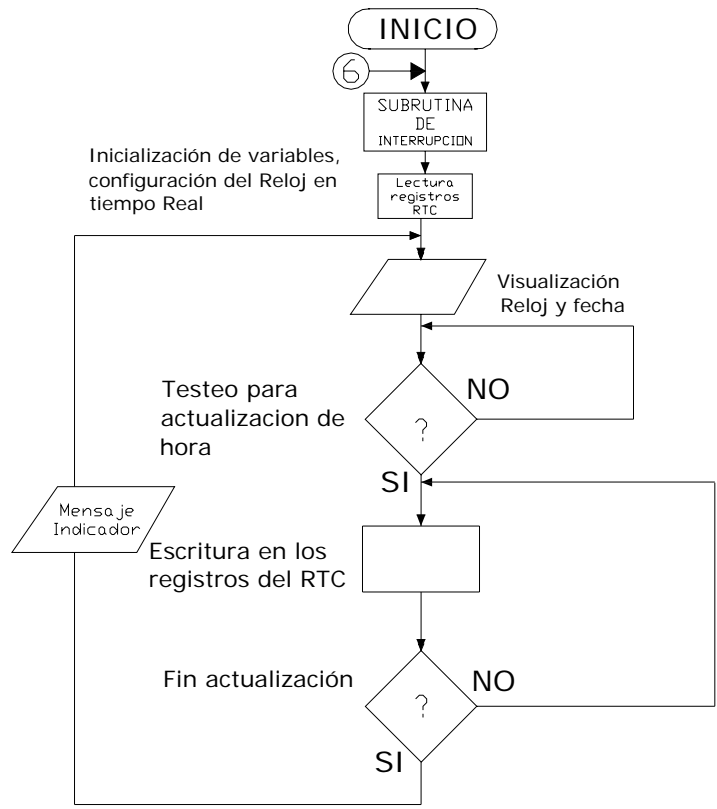 INICIO
6
SUBRUTINA
DE
INTERRUPCION
Inicialización de variables,
configuración del Reloj en
tiempo Real
Lectura
registros
RTC
Visualización
Reloj y fecha
Testeo para
actualizacion de
hora
NO
?
SI
Mensaje
Indicador
Escritura en los
registros del RTC
Fin actualización
NO
?
SI